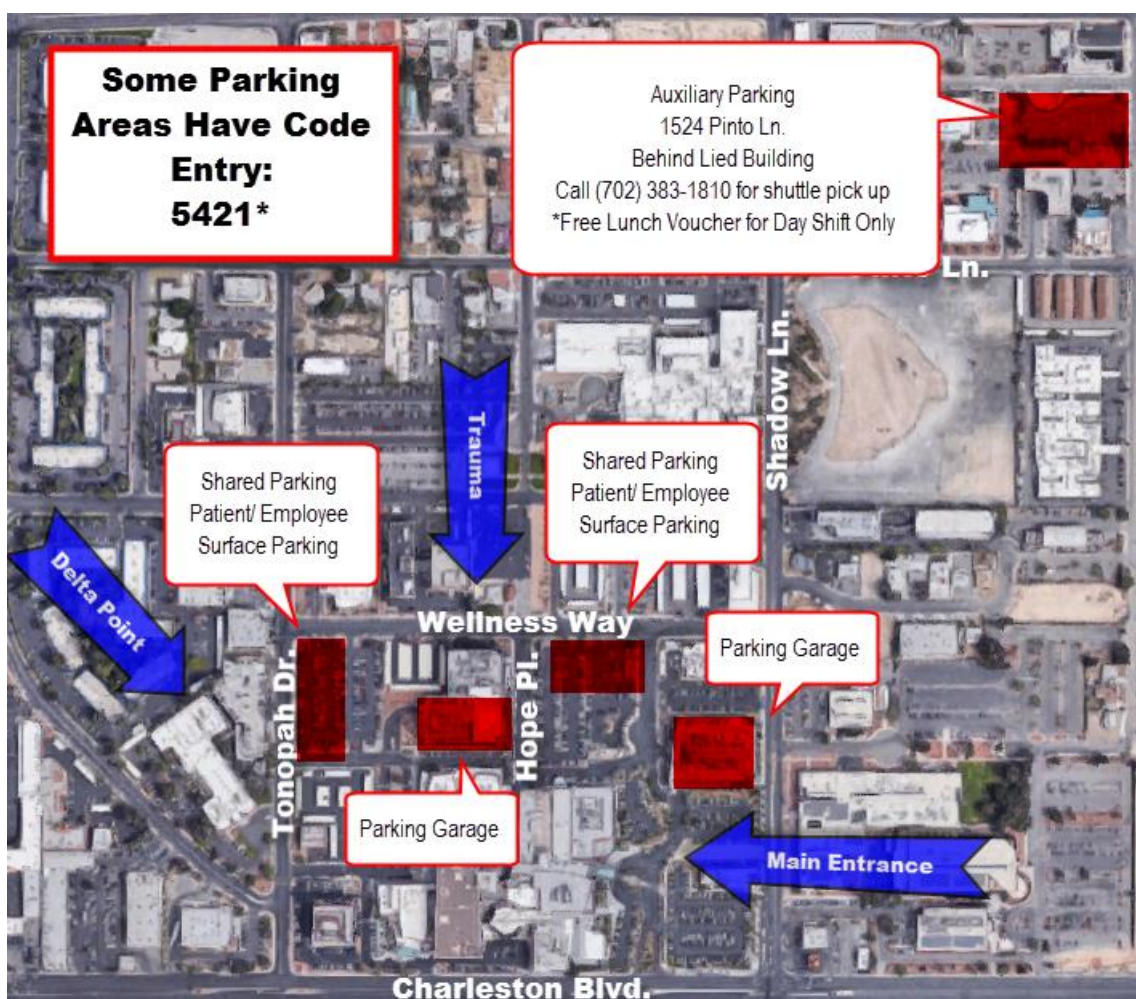 Some Parking
Areas Have Code
Entry:
5421*
Auxiliary Parking
1524 Pinto Ln.
Behind Lied Building
Call (702) 383-1810 for shuttle pick up
*Free Lunch Voucher for Day Shift Only
Ln.
Shadow Ln.
Trauma
Shared Parking
Patient/ Employee
Surface Parking
Shared Parking
Patient/ Employee
Surface Parking
Delta Point
Wellness Way
Parking Garage
Tonopah Dr.
Hope Pl.
Parking Garage
Main Entrance
Charleston Blvd.